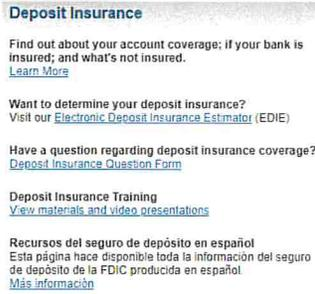 Deposit Insurance
Find out about your account coverage; if your bank is
insured; and what's not insured.
Learn More
Want to determine your deposit insurance?
Visit our Electronic Deposit Insurance Estimator (EDIE)
Have a question regarding deposit insurance coverage?
Deposit Insurance Question Form
Deposit Insurance Training
View materials and video presentations
Recursos del seguro de depósito en español
Esta página hace disponible toda la información del seguro
de depósito de la FDIC producida en español.
Más información